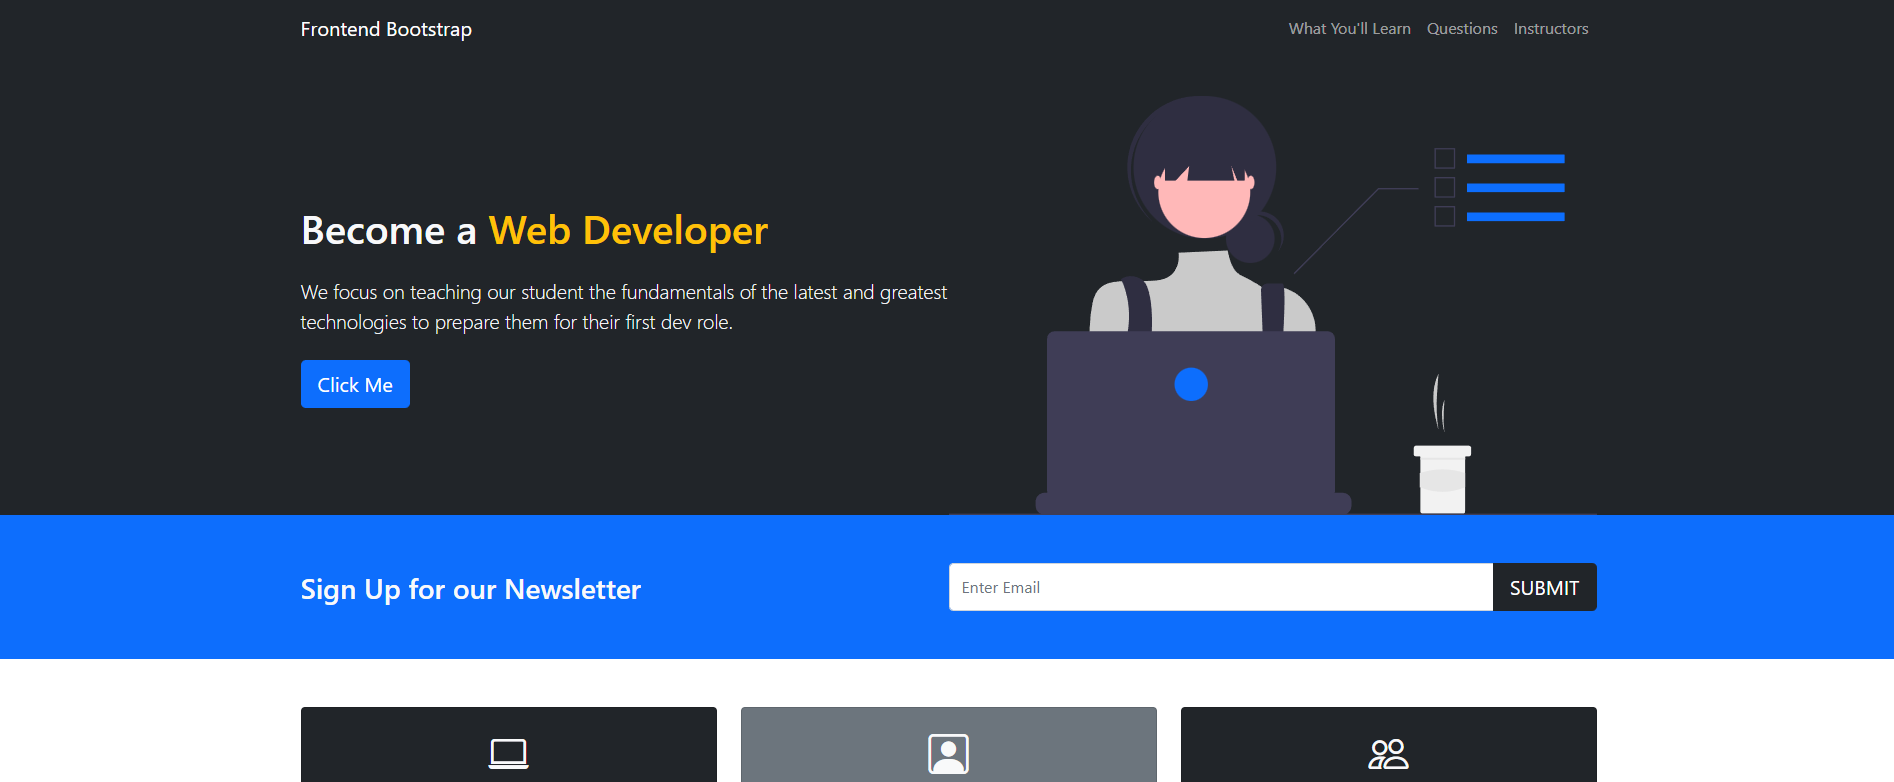 Frontend Bootstrap
What You'll Learn Questions Instructors
Become a Web Developer
We focus on teaching our student the fundamentals of the latest and greatest
technologies to prepare them for their first dev role.
Click Me
Sign Up for our Newsletter
Enter Email
SUBMIT